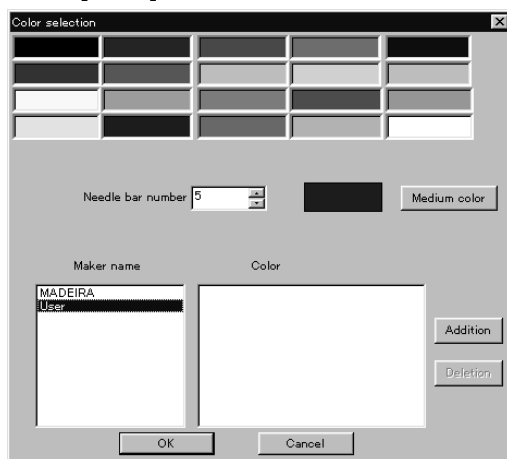 Color selection
Needle bar number 5 Medium color
Maker name Color
MADEIRA
User
Addition
Deletion
OK Cancel